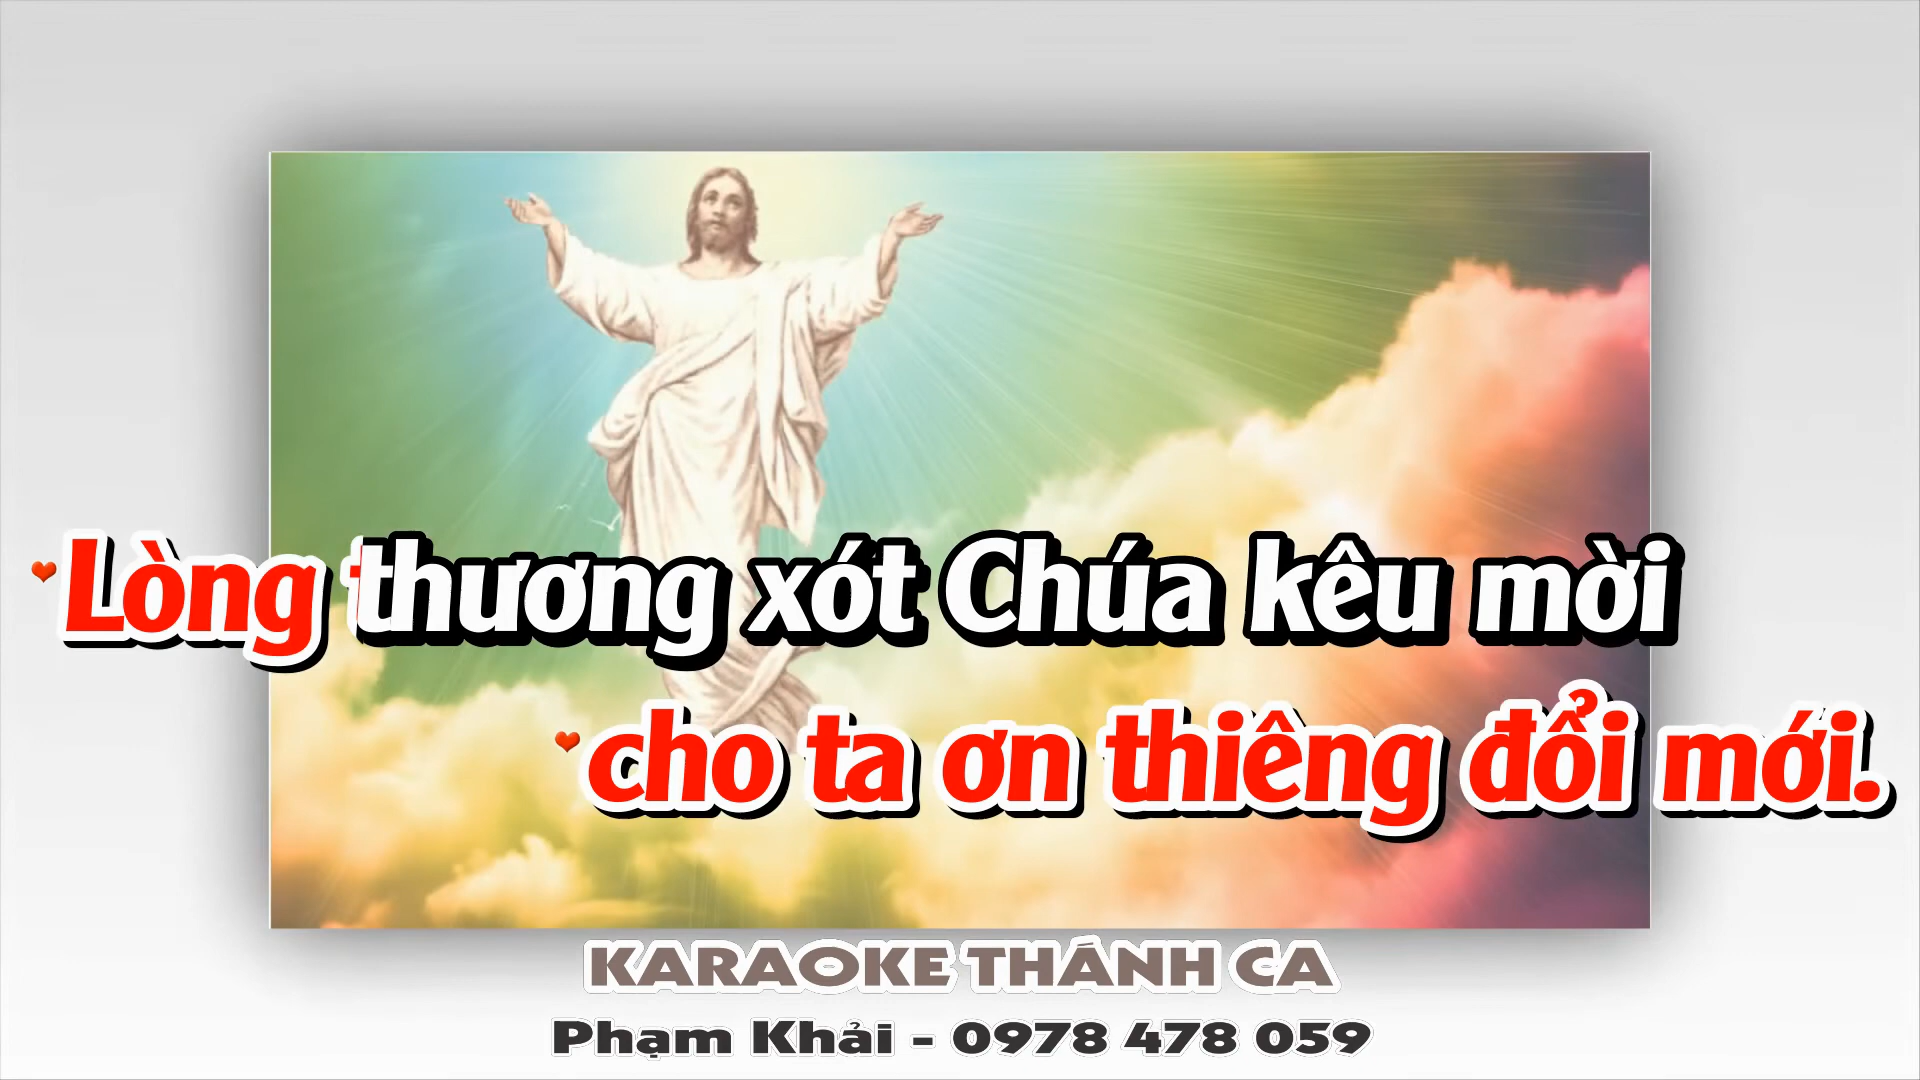 Lòng thương xót Chúa kêu mời
cho ta ơn thiêng đổi mới.
KARAOKE THÁNH CA
Phạm Khải - 0978 478 059